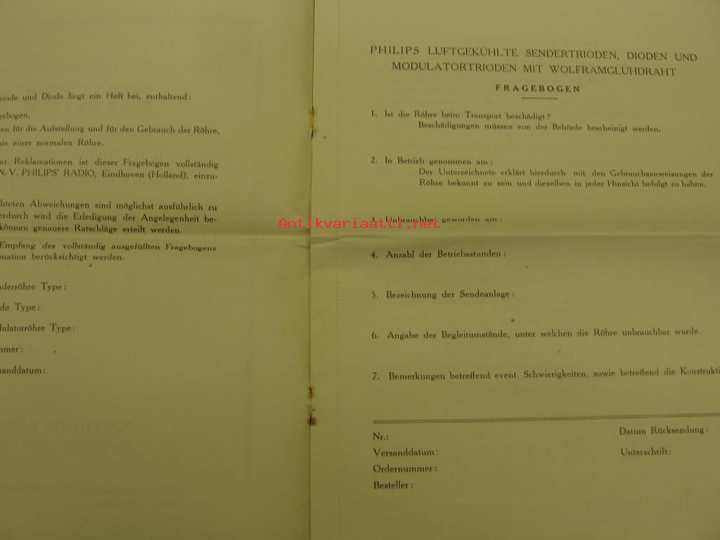 iode und Diode liegt ein Heft bei, enthaltend:
gebogen.
en für die Aufstellung und für den Gebrauch der Röhre,
nis einer normalen Röhre.
ar Reklamationen ist dieser Fragebogen vollständig
N. V. PHILIPS' RADIO, Eindhoven (Holland), einzu-
hteten Abweichungen sind möglichst ausführlich zu
erdurch wird die Erledigung der Angelegenheit be-
können genauere Ratschläge erteilt werden.
Empfang des vollständig ausgefüllten Fragebogens
mation berücksichtigt werden.
nderröhre Type:
de Type:
dulatorröhre Type:
mmer:
rsanddatum:
PHILIPS LUFTGEKÜHLTE SENDERTRIODEN, DIODEN UND
MODULATORTRIODEN MIT WOLFRAMGLÜHDRAHT
FRAGEBOGEN
1. Ist die Röhre beim Transport beschädigt?
Beschädigungen müssen von der Behörde bescheinigt werden.
2. In Betrieb genommen am:
Der Unterzeichnete erklärt hierdurch mit den Gebrauchsanweisungen der
Röhre bekannt zu sein und dieselben in jeder Hinsicht befolgt zu haben.
Antikvariaatti.net
3. Unbrauchbar geworden am:
4. Anzahl der Betriebsstunden:
5. Bezeichnung der Sendeanlage:
6. Angabe der Begleitumstände, unter welchen die Röhre unbrauchbar wurde.
7. Bemerkungen betreffend event. Schwierigkeiten, sowie betreffend die Konstrukti
Nr.:
Versanddatum:
Ordernummer:
Besteller:
Datum Rücksendung:
Unterschrift: